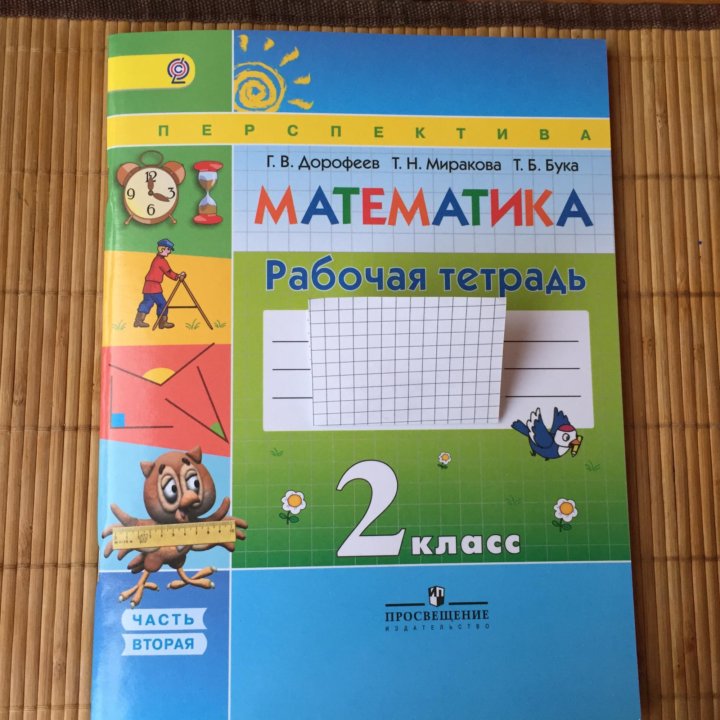 ПЕРСПЕКТИВА
Г. В. Дорофеев Т. Н. Миракова Т. Б. Бука
МАТЕМАТИКА
Рабочая тетрадь
2 класс
ЧАСТЬ
ВТОРАЯ
ПРОСВЕЩЕНИЕ
ИЗДАТЕЛЬСТВО